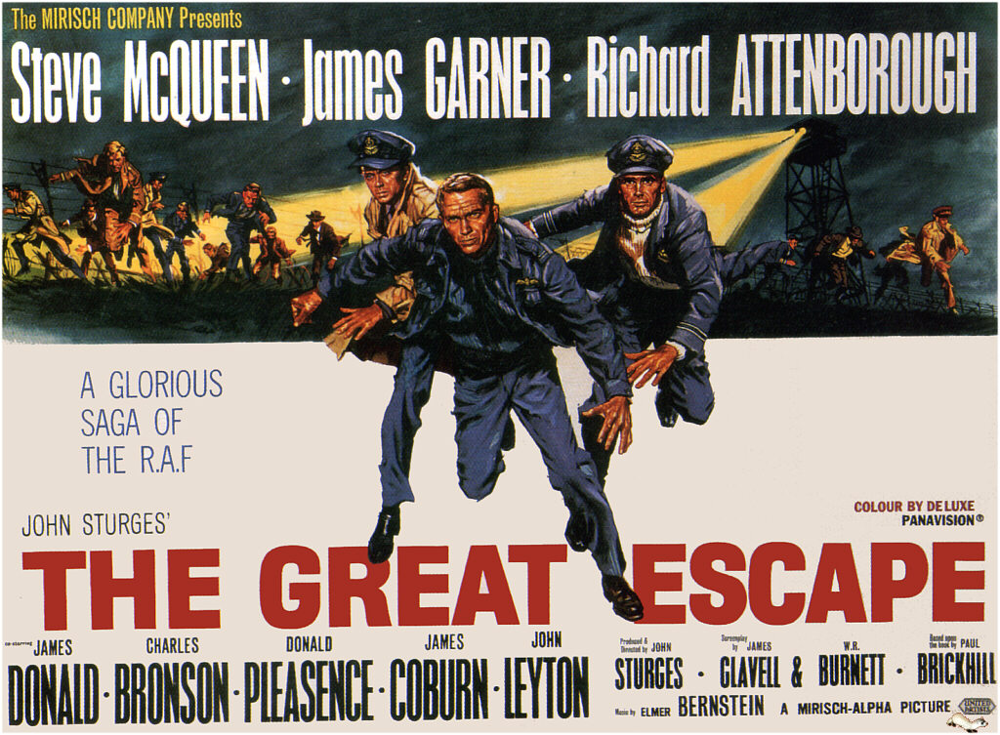 The MIRISCH COMPANY Presents
Steve McQUEEN · James GARNER · Richard ATTENBOROUGH
A GLORIOUS
SAGA OF
THE R.A.F
JOHN STURGES'
COLOUR BY DE LUXE
PANAVISION®
THE GREAT ESCAPE
co-starring JAMES DONALD · CHARLES BRONSON · DONALD PLEASENCE · JAMES COBURN · JOHN LEYTON
Produced & Directed by JOHN STURGES · Screenplay by JAMES CLAVELL & W.R. BURNETT · Based upon the book by PAUL BRICKHILL
Music by ELMER BERNSTEIN A MIRISCH-ALPHA PICTURE
UNITED ARTISTS